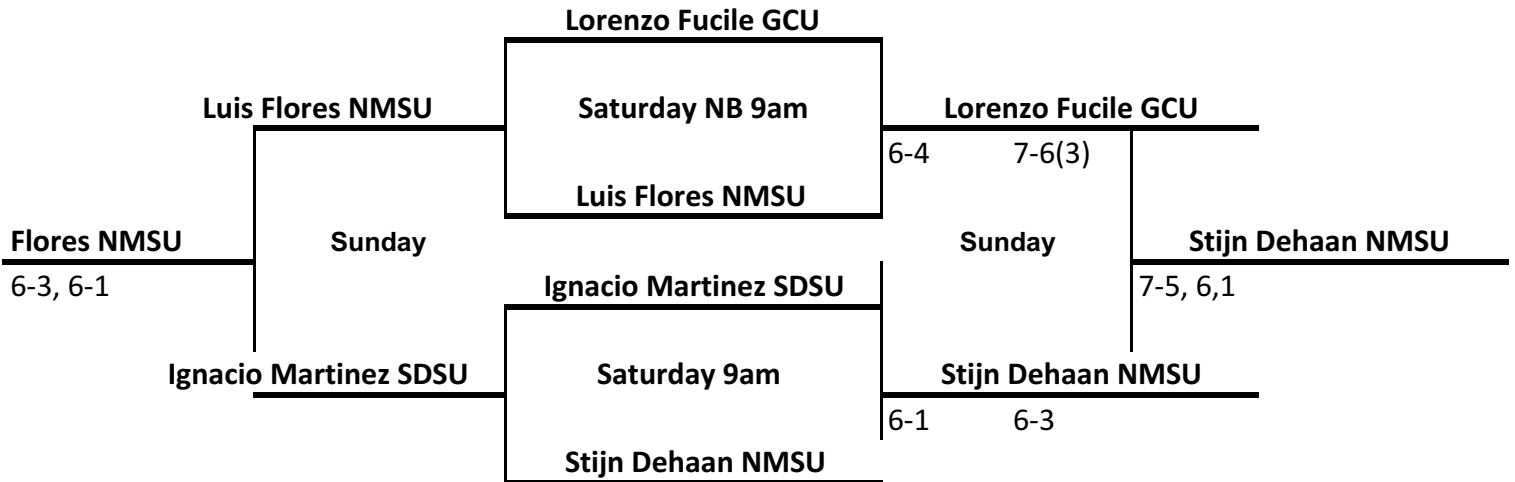 Lorenzo Fucile GCU
Luis Flores NMSU Saturday NB 9am Lorenzo Fucile GCU
6-4 7-6(3)
Luis Flores NMSU
Flores NMSU Sunday Sunday Stijn Dehaan NMSU
6-3, 6-1 Ignacio Martinez SDSU 7-5, 6,1
Ignacio Martinez SDSU Saturday 9am Stijn Dehaan NMSU
6-1 6-3
Stijn Dehaan NMSU